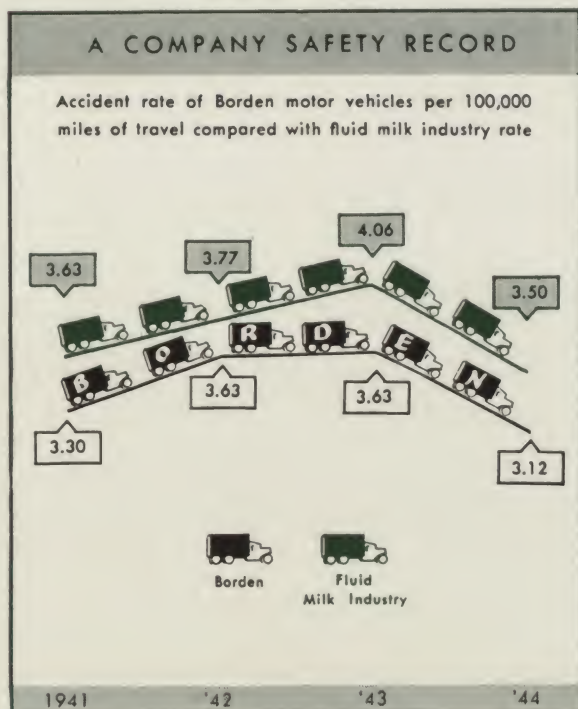 A COMPANY SAFETY RECORD
Accident rate of Borden motor vehicles per 100,000
miles of travel compared with fluid milk industry rate
4.06
3.77
3.63
3.50
B O R D E N
3.63
3.63
3.30
3.12
Borden
Fluid
Milk Industry
1941 '42 '43 '44